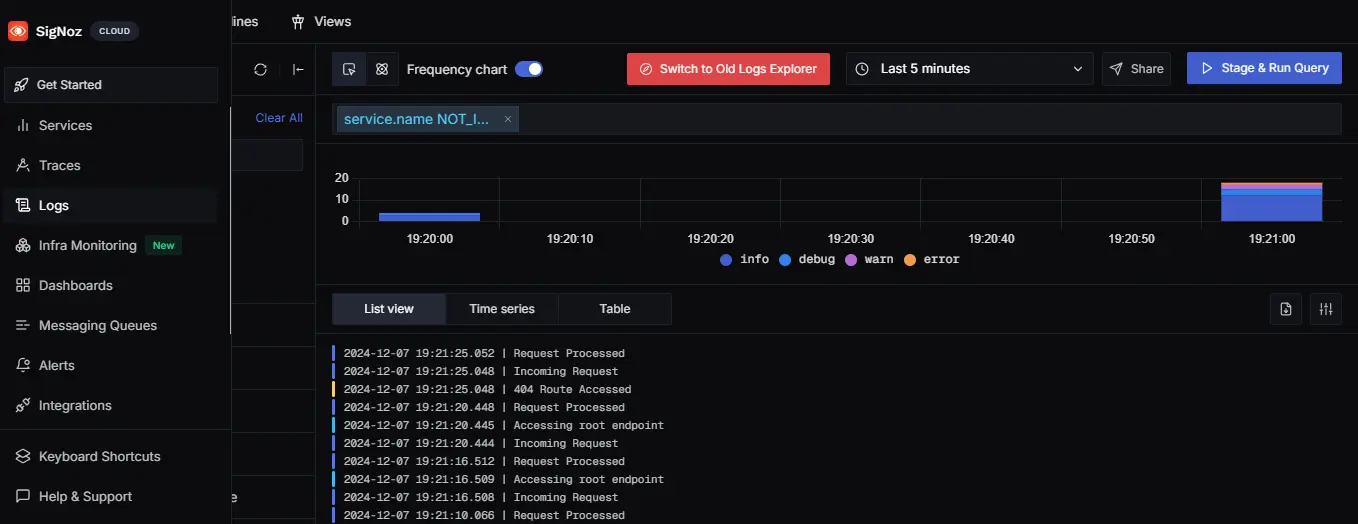 SigNoz CLOUD
Views
Get Started
Frequency chart
Switch to Old Logs Explorer
Last 5 minutes
Share
Stage & Run Query
Services
Clear All
service.name NOT_I... ×
Traces
Logs
Infra Monitoring New
Dashboards
Messaging Queues
Alerts
Integrations
Keyboard Shortcuts
Help & Support
20
10
0
19:20:00 19:20:10 19:20:20 19:20:30 19:20:40 19:20:50 19:21:00
info debug warn error
List view Time series Table
2024-12-07 19:21:25.052 | Request Processed
2024-12-07 19:21:25.048 | Incoming Request
2024-12-07 19:21:25.048 | 404 Route Accessed
2024-12-07 19:21:20.448 | Request Processed
2024-12-07 19:21:20.445 | Accessing root endpoint
2024-12-07 19:21:20.444 | Incoming Request
2024-12-07 19:21:16.512 | Request Processed
2024-12-07 19:21:16.509 | Accessing root endpoint
2024-12-07 19:21:16.508 | Incoming Request
2024-12-07 19:21:10.066 | Request Processed